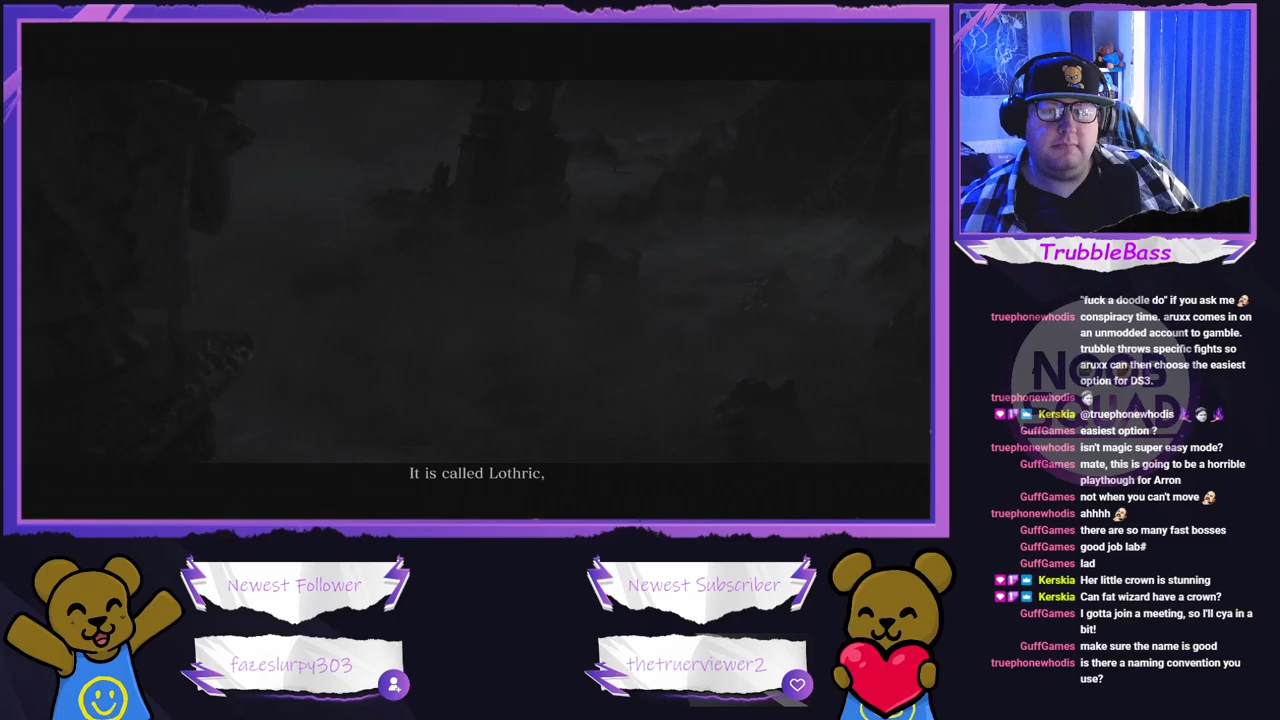 It is called Lothric,
TrubbleBass
"fuck a doodle do" if you ask me
truephonewhodis conspiracy time. aruxx comes in on
an unmodded account to gamble.
trubble throws specific fights so
aruxx can then choose the easiest
option for DS3.
truephonewhodis
Kerskia @truephonewhodis
GuffGames easiest option ?
truephonewhodis isn't magic super easy mode?
GuffGames mate, this is going to be a horrible
playthough for Arron
GuffGames not when you can't move
truephonewhodis ahhhh
GuffGames there are so many fast bosses
GuffGames good job lab#
GuffGames lad
Kerskia Her little crown is stunning
Kerskia Can fat wizard have a crown?
GuffGames I gotta join a meeting, so I'll cya in a
bit!
GuffGames make sure the name is good
truephonewhodis is there a naming convention you
use?
NOOB
SQUAD
Newest Follower
fazeslurpy303
Newest Subscriber
thetruerviewer2